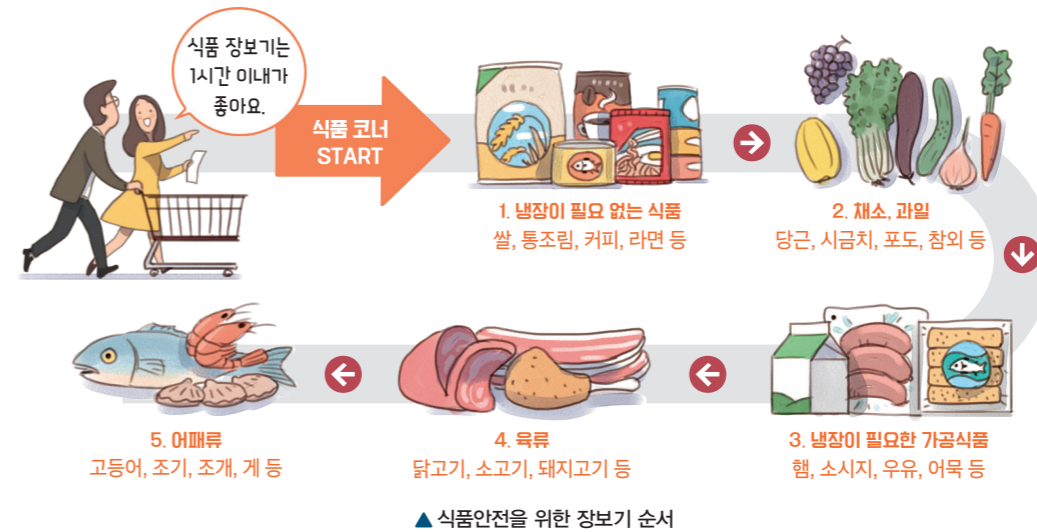 식품 장보기는
1시간 이내가
좋아요.
식품 코너
START
1. 냉장이 필요 없는 식품
쌀, 통조림, 커피, 라면 등
2. 채소, 과일
당근, 시금치, 포도, 참외 등
3. 냉장이 필요한 가공식품
햄, 소시지, 우유, 어묵 등
4. 육류
닭고기, 소고기, 돼지고기 등
5. 어패류
고등어, 조기, 조개, 게 등
▲ 식품안전을 위한 장보기 순서